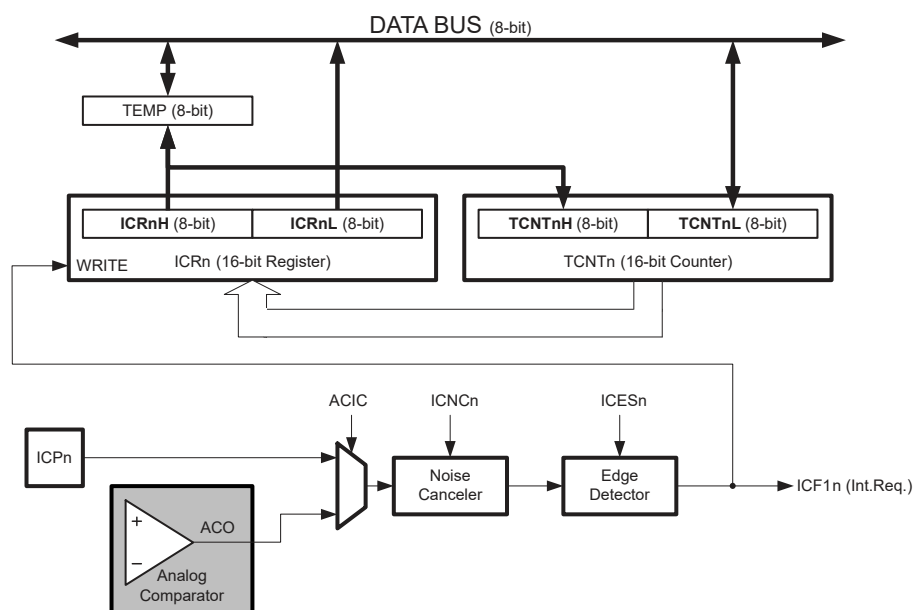 DATA BUS (8-bit)
TEMP (8-bit)
ICRnH (8-bit)
ICRnL (8-bit)
TCNTnH (8-bit)
TCNTnL (8-bit)
WRITE
ICRn (16-bit Register)
TCNTn (16-bit Counter)
ACIC
ICNCn
ICESn
ICPn
Noise
Canceler
Edge
Detector
ICF1n (Int.Req.)
+
ACO
−
Analog
Comparator